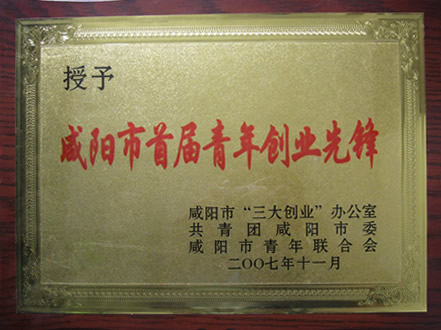 授予
咸阳市首届青年创业先锋
咸阳市“三大创业”办公室
共青团咸阳市委
咸阳市青年联合会
二〇〇七年十一月